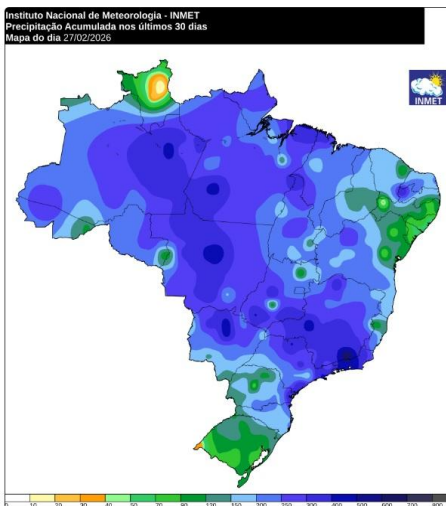 Instituto Nacional de Meteorologia - INMET
Precipitação Acumulada nos últimos 30 dias
Mapa do dia 27/02/2026
INMET
0 10 20 30 40 50 70 90 120 150 200 250 300 400 500 600 700 800